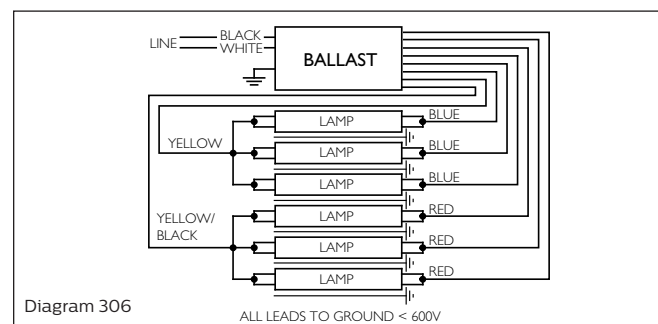 LINE
BLACK
WHITE
BALLAST
LAMP
BLUE
YELLOW
LAMP
BLUE
LAMP
BLUE
YELLOW/
BLACK
LAMP
RED
LAMP
RED
LAMP
RED
Diagram 306
ALL LEADS TO GROUND < 600V